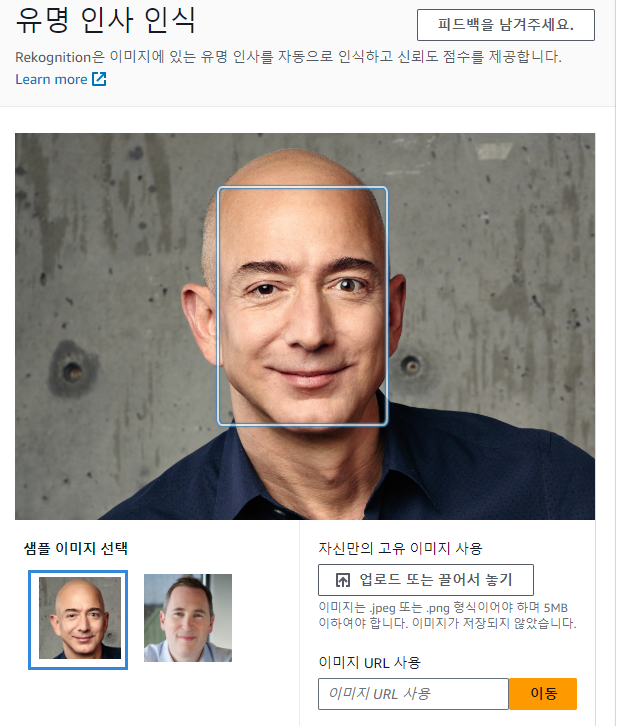 유명 인사 인식
피드백을 남겨주세요.
Rekognition은 이미지에 있는 유명 인사를 자동으로 인식하고 신뢰도 점수를 제공합니다.
Learn more
샘플 이미지 선택
자신만의 고유 이미지 사용
업로드 또는 끌어서 놓기
이미지는 .jpeg 또는 .png 형식이어야 하며 5MB
이하여야 합니다. 이미지가 저장되지 않았습니다.
이미지 URL 사용
이미지 URL 사용
이동